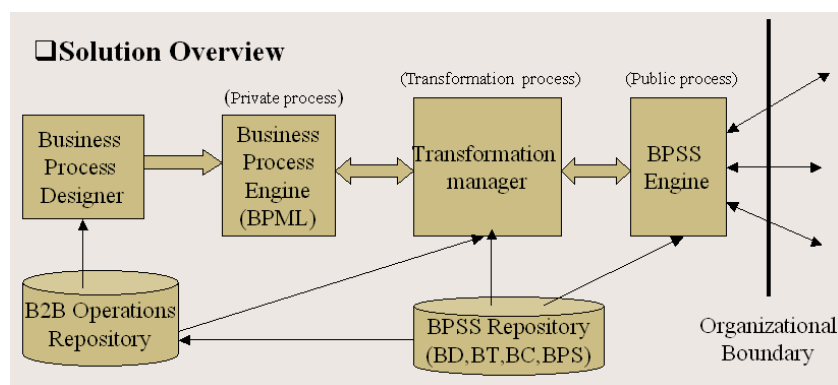 ❑Solution Overview
(Private process)
(Transformation process)
(Public process)
Business
Process
Designer
Business
Process
Engine
(BPML)
Transformation
manager
BPSS
Engine
B2B Operations
Repository
BPSS Repository
(BD,BT,BC,BPS)
Organizational
Boundary